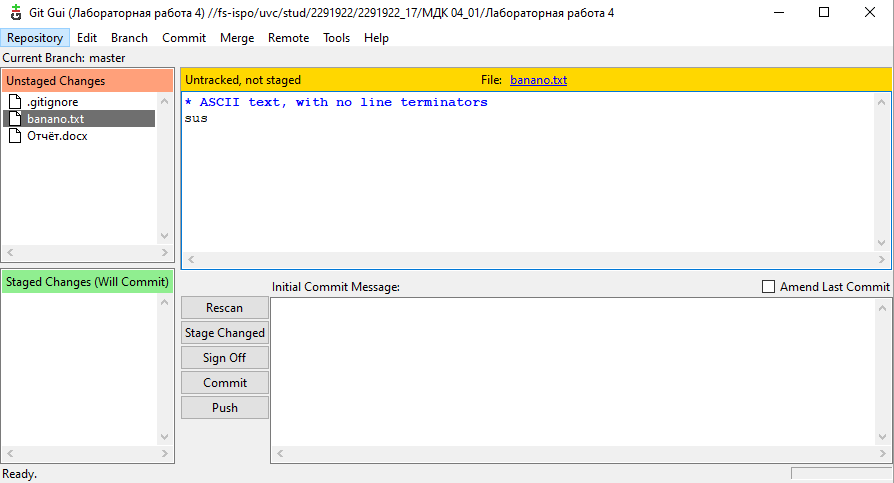 Git Gui (Лабораторная работа 4) //fs-ispo/uvc/stud/2291922/2291922_17/МДК 04_01/Лабораторная работа 4
Repository Edit Branch Commit Merge Remote Tools Help
Current Branch: master
Unstaged Changes
.gitignore
banano.txt
Отчёт.docx
Untracked, not staged File: banano.txt
* ASCII text, with no line terminators
sus
Staged Changes (Will Commit)
Initial Commit Message: Amend Last Commit
Rescan
Stage Changed
Sign Off
Commit
Push
Ready.